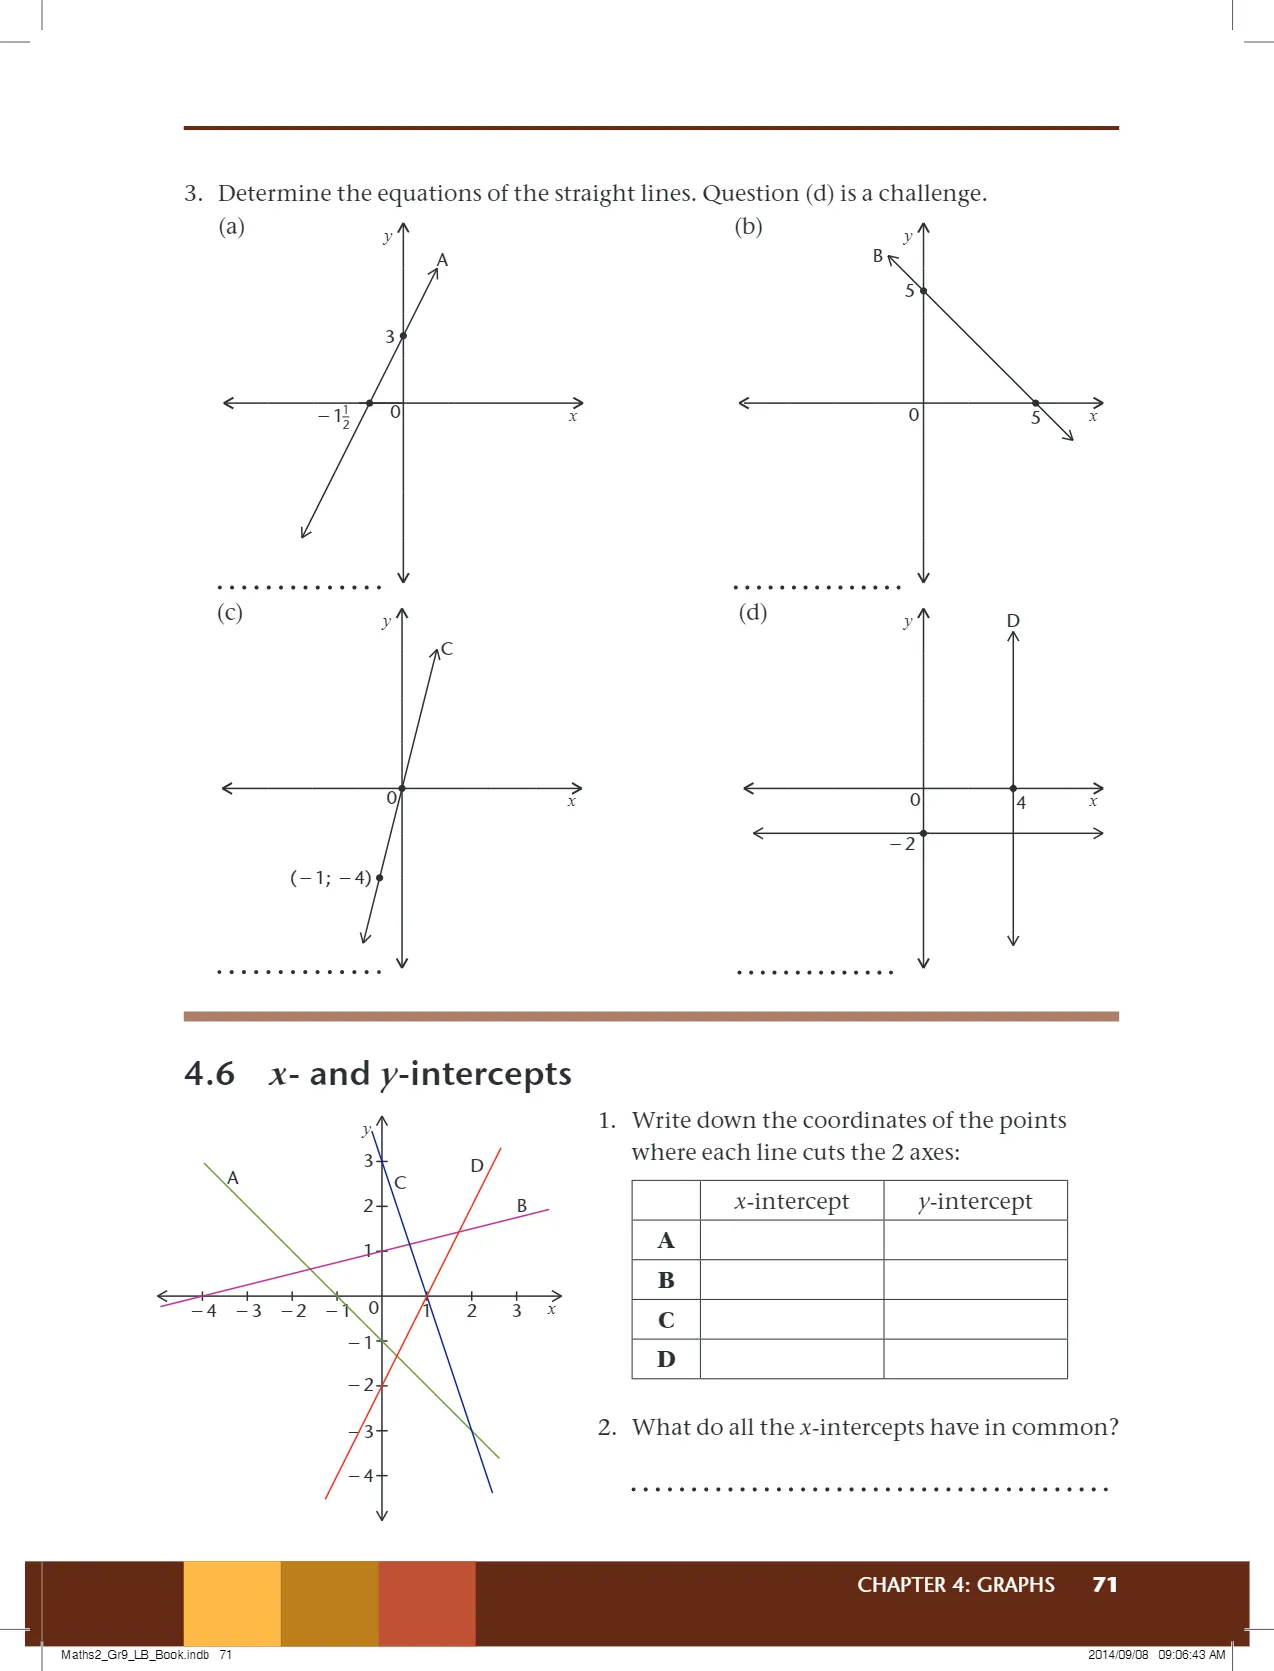 3. Determine the equations of the straight lines. Question (d) is a challenge.
(a)
y
A
3
− 1½
0
x
(b)
y
B
5
0
5
x
..............
..............
(c)
y
C
0
x
(−1; −4)
(d)
y
D
0
4
x
−2
..............
..............
4.6 x- and y-intercepts
y
3
2
1
−4 −3 −2 −1 0 1 2 3 x
−1
−2
−3
−4
A
C
D
B
1. Write down the coordinates of the points
where each line cuts the 2 axes:
x-intercept y-intercept
A
B
C
D
2. What do all the x-intercepts have in common?
........................................
CHAPTER 4: GRAPHS 71
Maths2_Gr9_LB_Book.indb 71
2014/09/08 09:06:43 AM